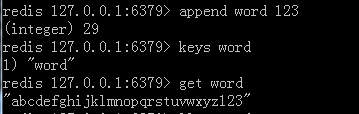 redis 127.0.0.1:6379> append word 123
(integer) 29
redis 127.0.0.1:6379> keys word
1) "word"
redis 127.0.0.1:6379> get word
"abcdefghijklmnopqrstuvwxyz123"